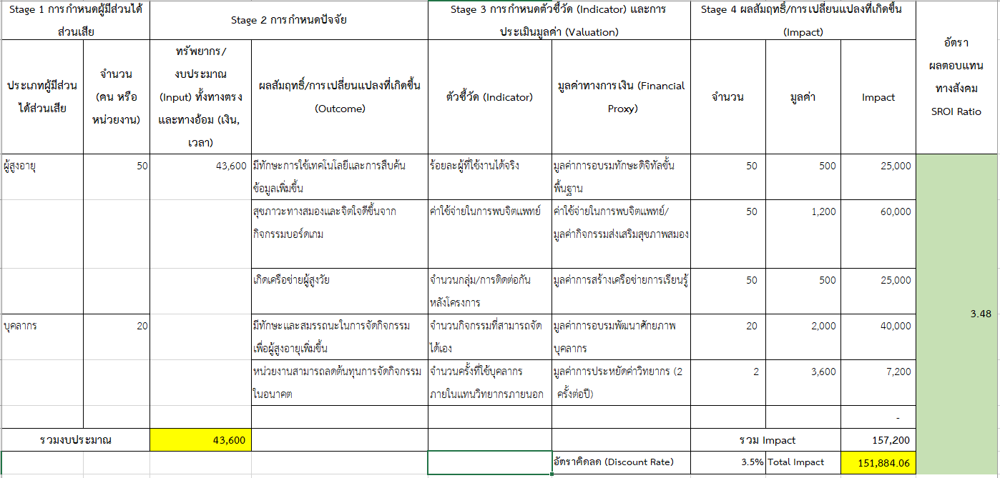 Stage 1 การกำหนดผู้มีส่วนได้
ส่วนเสีย
Stage 2 การกำหนดปัจจัย
Stage 3 การกำหนดตัวชี้วัด (Indicator) และการ
ประเมินมูลค่า (Valuation)
Stage 4 ผลสัมฤทธิ์/การเปลี่ยนแปลงที่เกิดขึ้น
(Impact)
อัตรา
ผลตอบแทน
ทางสังคม
SROI Ratio
ประเภทผู้มีส่วน
ได้ส่วนเสีย
จำนวน
(คน หรือ
หน่วยงาน)
ทรัพยากร/
งบประมาณ
(Input) ทั้งทางตรง
และทางอ้อม (เงิน,
เวลา)
ผลสัมฤทธิ์/การเปลี่ยนแปลงที่เกิดขึ้น
(Outcome)
ตัวชี้วัด (Indicator)
มูลค่าทางการเงิน (Financial
Proxy)
จำนวน
มูลค่า
Impact
ผู้สูงอายุ
50
43,600
มีทักษะการใช้เทคโนโลยีและการสืบค้น
ข้อมูลเพิ่มขึ้น
ร้อยละผู้ที่ใช้งานได้จริง
มูลค่าการอบรมทักษะดิจิทัลขั้น
พื้นฐาน
50
500
25,000
สุขภาวะทางสมองและจิตใจดีขึ้นจาก
กิจกรรมบอร์ดเกม
ค่าใช้จ่ายในการพบจิตแพทย์
ค่าใช้จ่ายในการพบจิตแพทย์/
มูลค่ากิจกรรมส่งเสริมสุขภาพสมอง
50
1,200
60,000
เกิดเครือข่ายผู้สูงวัย
จำนวนกลุ่ม/การติดต่อกัน
หลังโครงการ
มูลค่าการสร้างเครือข่ายการเรียนรู้
50
500
25,000
3.48
บุคลากร
20
มีทักษะและสมรรถนะในการจัดกิจกรรม
เพื่อผู้สูงอายุเพิ่มขึ้น
จำนวนกิจกรรมที่สามารถจัด
ได้เอง
มูลค่าการอบรมพัฒนาศักยภาพ
บุคลากร
20
2,000
40,000
หน่วยงานสามารถลดต้นทุนการจัดกิจกรรม
ในอนาคต
จำนวนครั้งที่ใช้บุคลากร
ภายในแทนวิทยากรภายนอก
มูลค่าการประหยัดค่าวิทยากร (2
ครั้งต่อปี)
2
3,600
7,200
-
รวมงบประมาณ
43,600
รวม Impact
157,200
อัตราคิดลด (Discount Rate)
3.5%
Total Impact
151,884.06